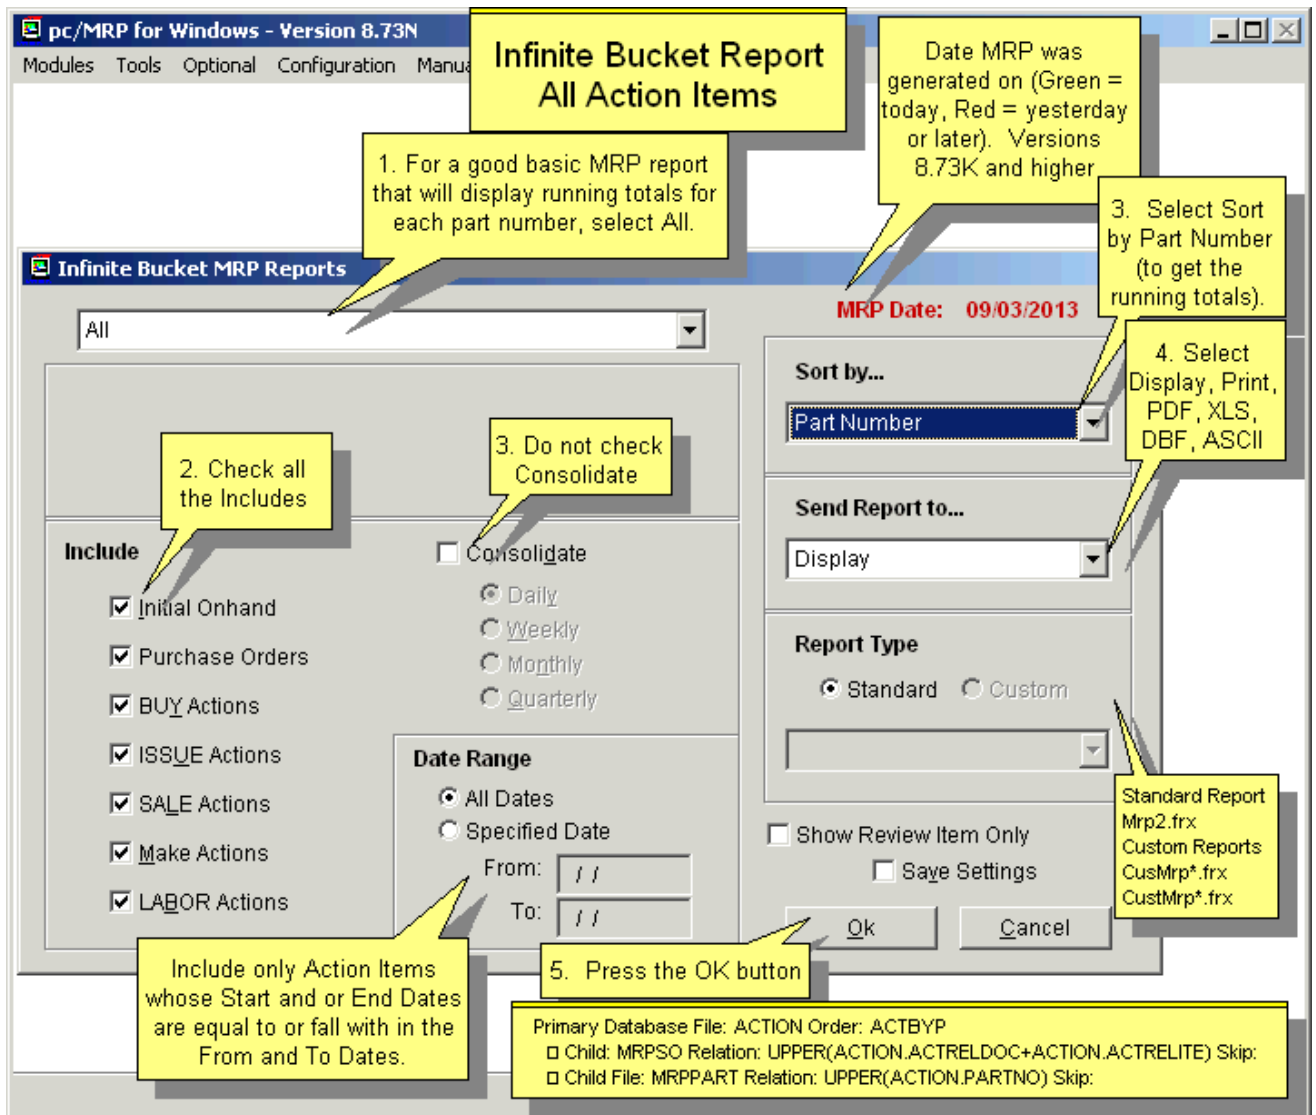 pc/MRP for Windows - Version 8.73N
Modules Tools Optional Configuration
Infinite Bucket Report
All Action Items
Date MRP was
generated on (Green =
today, Red = yesterday
or later). Versions
8.73K and higher
1. For a good basic MRP report
that will display running totals for
each part number, select All.
3. Select Sort
by Part Number
(to get the
running totals).
Infinite Bucket MRP Reports
All
MRP Date: 09/03/2013
4. Select
Display, Print,
PDF, XLS,
DBF, ASCII
Sort by...
Part Number
2. Check all
the Includes
3. Do not check
Consolidate
Send Report to...
Display
Include
Initial Onhand
Purchase Orders
BUY Actions
ISSUE Actions
SALE Actions
Make Actions
LABOR Actions
Consolidate
Daily
Weekly
Monthly
Quarterly
Date Range
All Dates
Specified Date
From: / /
To: / /
Report Type
Standard Custom
Standard Report
Mrp2.frx
Custom Reports
CusMrp*.frx
CustMrp*.frx
Show Review Item Only
Save Settings
Ok Cancel
Include only Action Items
whose Start and or End Dates
are equal to or fall with in the
From and To Dates.
5. Press the OK button
Primary Database File: ACTION Order: ACTBYP
Child: MRPSO Relation: UPPER(ACTION.ACTRELDOC+ACTION.ACTRELITE) Skip:
Child File: MRPPART Relation: UPPER(ACTION.PARTNO) Skip: